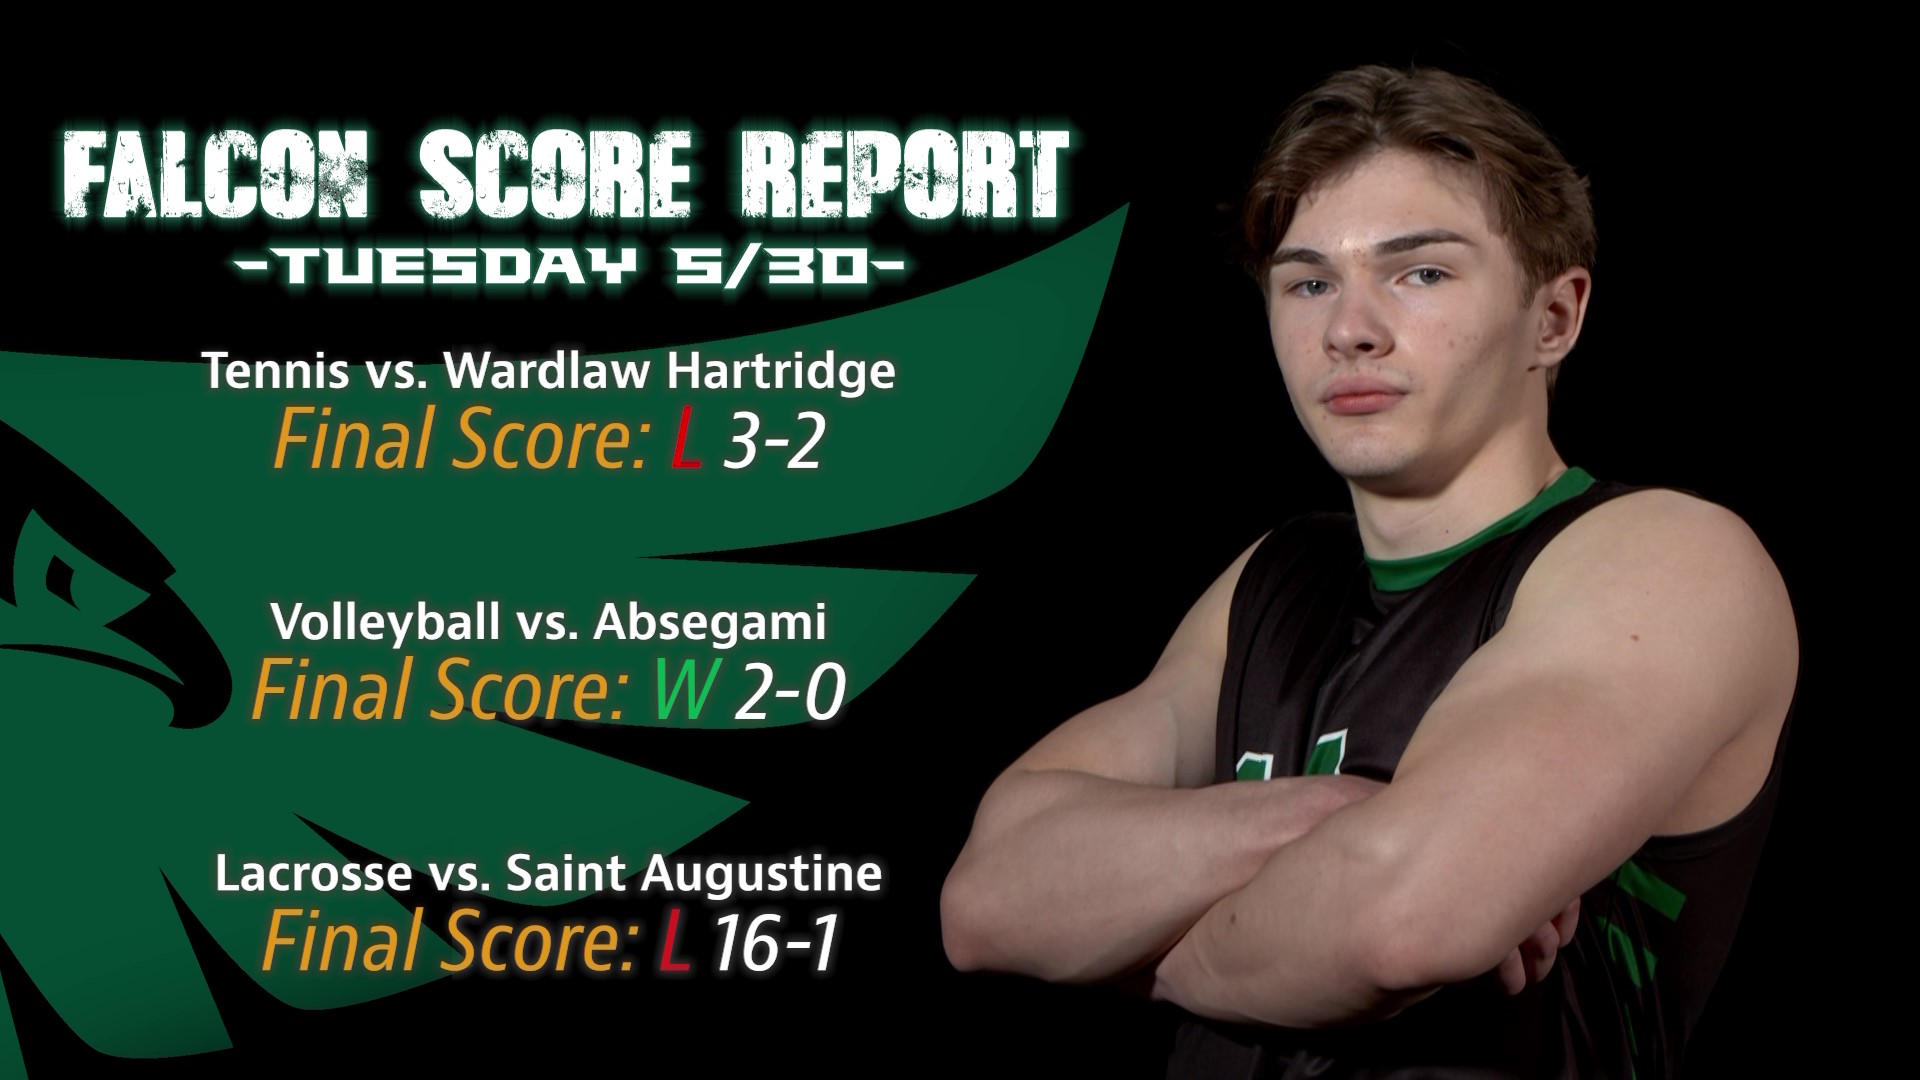 FALCON SCORE REPORT
-TUESDAY 5/30-
Tennis vs. Wardlaw Hartridge
Final Score: L 3-2
Volleyball vs. Absegami
Final Score: W 2-0
Lacrosse vs. Saint Augustine
Final Score: L 16-1